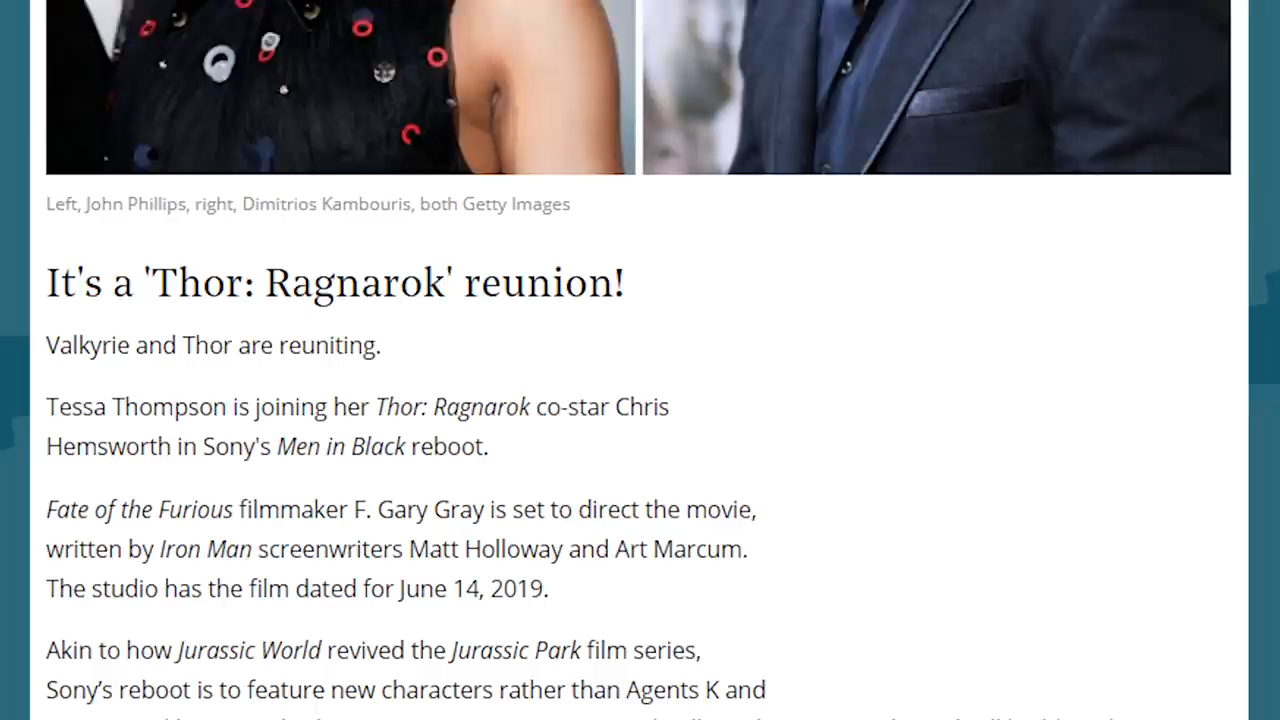 Left, John Phillips, right, Dimitrios Kambouris, both Getty Images
It's a 'Thor: Ragnarok' reunion!
Valkyrie and Thor are reuniting.
Tessa Thompson is joining her Thor: Ragnarok co-star Chris
Hemsworth in Sony's Men in Black reboot.
Fate of the Furious filmmaker F. Gary Gray is set to direct the movie,
written by Iron Man screenwriters Matt Holloway and Art Marcum.
The studio has the film dated for June 14, 2019.
Akin to how Jurassic World revived the Jurassic Park film series,
Sony’s reboot is to feature new characters rather than Agents K and